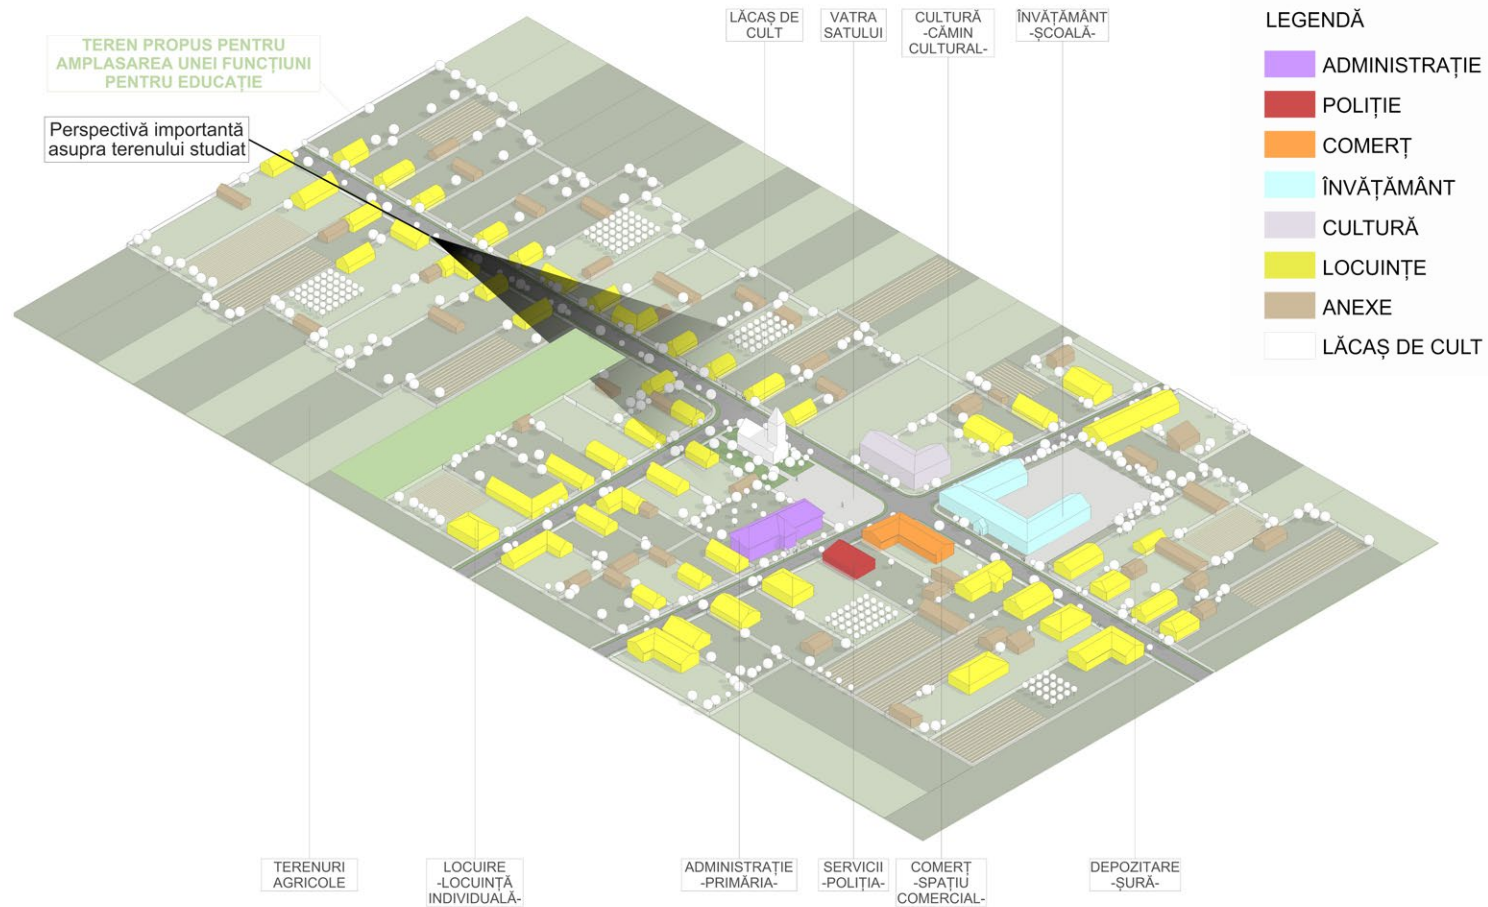 TEREN PROPUS PENTRU
AMPLASAREA UNEI FUNCȚIUNI
PENTRU EDUCAȚIE
Perspectivă importantă
asupra terenului studiat
LĂCAȘ DE
CULT
VATRA
SATULUI
CULTURĂ
-CĂMIN
CULTURAL-
ÎNVĂȚĂMÂNT
-ȘCOALĂ-
LEGENDĂ
ADMINISTRAȚIE
POLIȚIE
COMERȚ
ÎNVĂȚĂMÂNT
CULTURĂ
LOCUINȚE
ANEXE
LĂCAȘ DE CULT
TERENURI
AGRICOLE
LOCUIRE
-LOCUINȚĂ
INDIVIDUALĂ-
ADMINISTRAȚIE
-PRIMĂRIA-
SERVICII
-POLIȚIA-
COMERȚ
-SPAȚIU
COMERCIAL-
DEPOZITARE
-ȘURĂ-